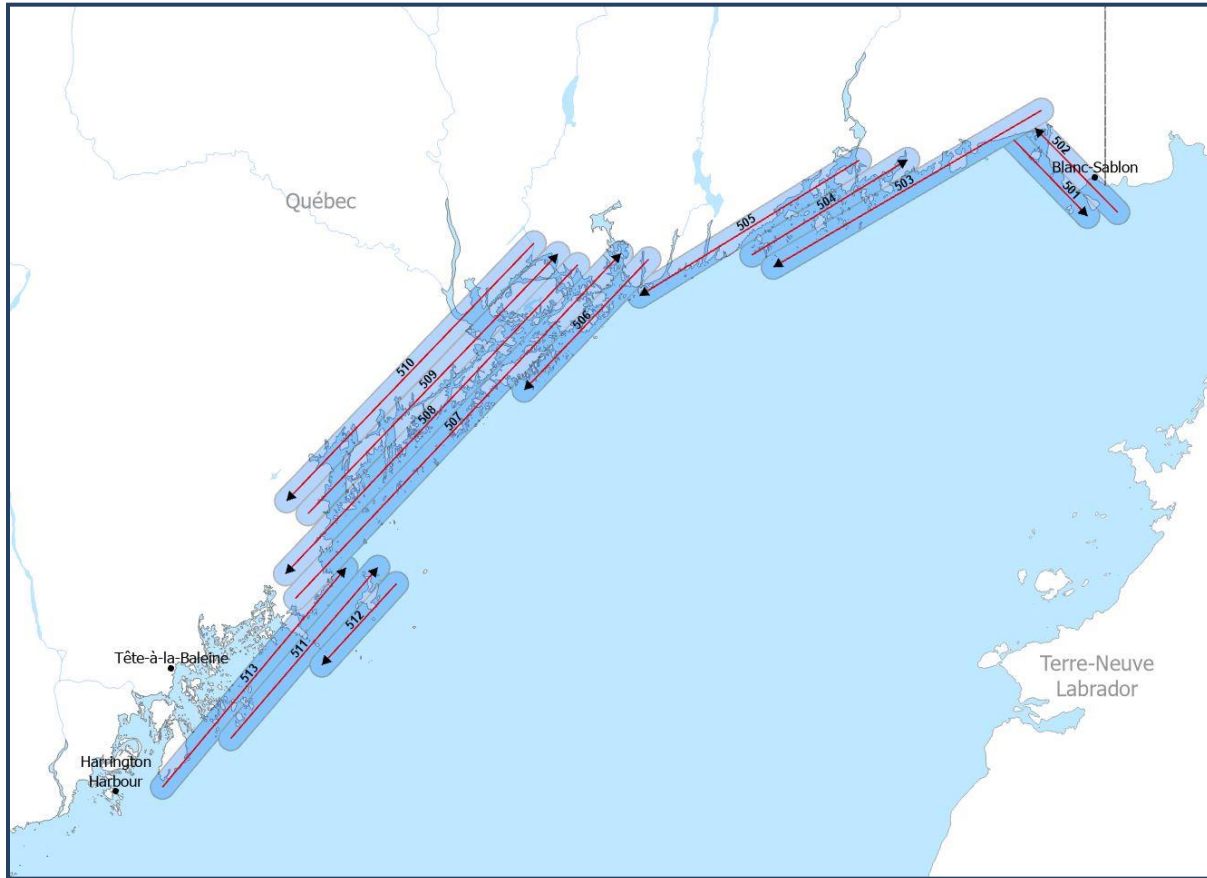 Québec
Blanc-Sablon
502
501
503
504
505
506
510
509
508
507
512
511
513
Tête-à-la-Baleine
Harrington
Harbour
Terre-Neuve
Labrador